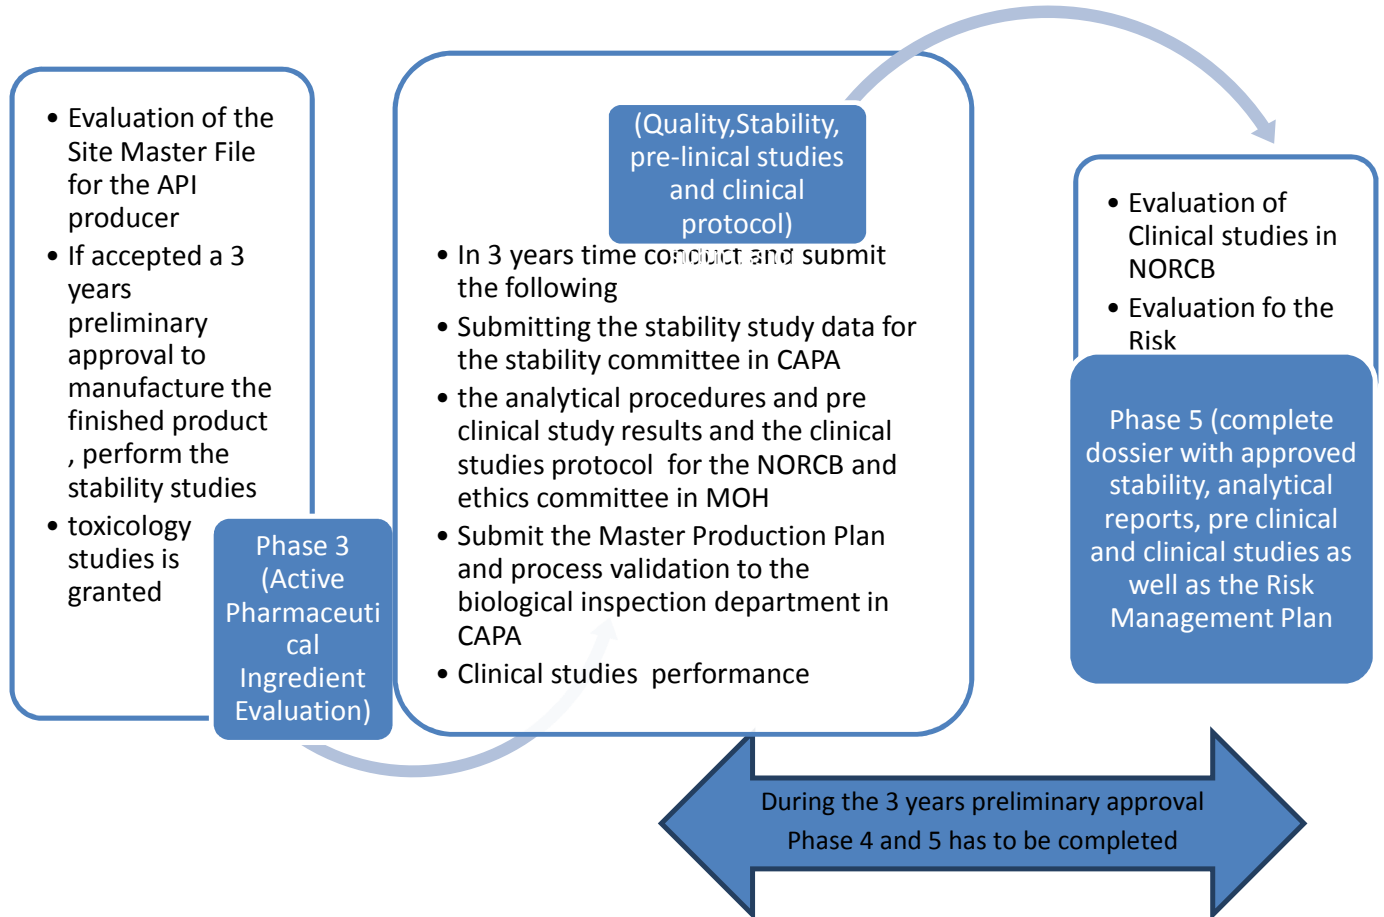 • Evaluation of the
Site Master File
for the API
producer
• If accepted a 3
years
preliminary
approval to
manufacture the
finished product
, perform the
stability studies
• toxicology
studies is
granted
Phase 3
(Active
Pharmaceuti
cal
Ingredient
Evaluation)
(Quality,Stability,
pre-linical studies
and clinical
protocol)
• In 3 years time conduct and submit
the following
• Submitting the stability study data for
the stability committee in CAPA
• the analytical procedures and pre
clinical study results and the clinical
studies protocol for the NORCB and
ethics committee in MOH
• Submit the Master Production Plan
and process validation to the
biological inspection department in
CAPA
• Clinical studies performance
• Evaluation of
Clinical studies in
NORCB
• Evaluation fo the
Risk
Phase 5 (complete
dossier with approved
stability, analytical
reports, pre clinical
and clinical studies as
well as the Risk
Management Plan
During the 3 years preliminary approval
Phase 4 and 5 has to be completed